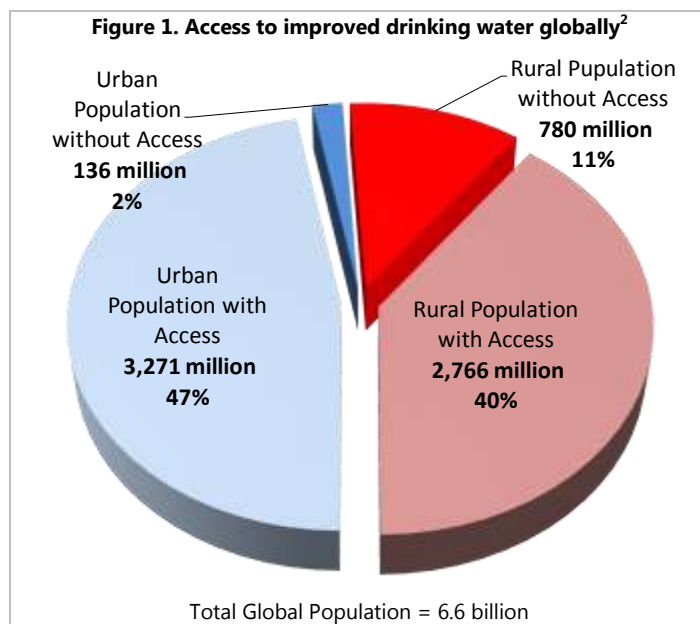 Figure 1. Access to improved drinking water globally2
Urban
Population
without Access
136 million
2%
Rural Pupulation
without Access
780 million
11%
Urban
Population with
Access
3,271 million
47%
Rural Population
with Access
2,766 million
40%
Total Global Population = 6.6 billion